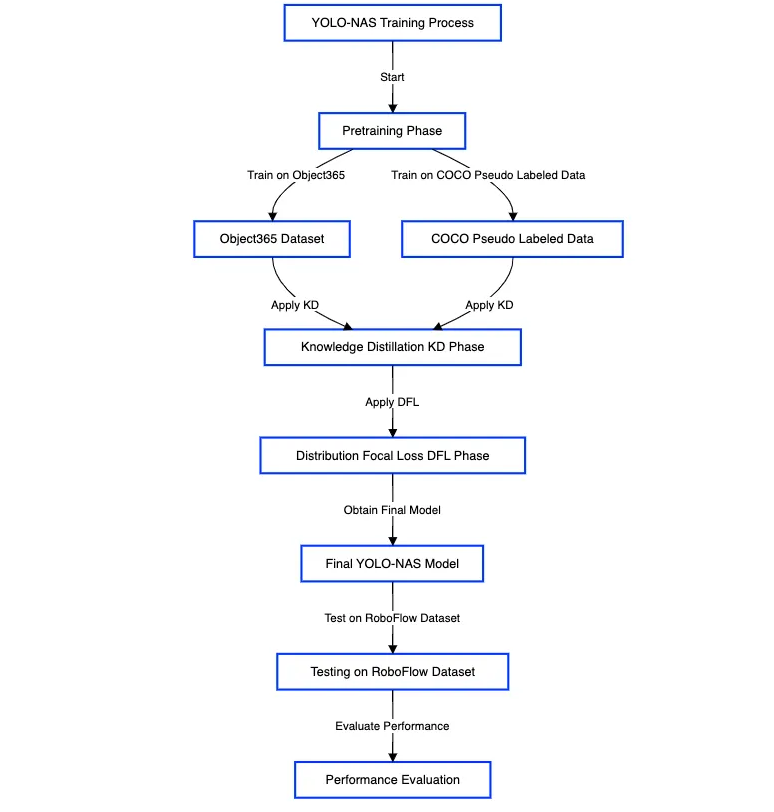 YOLO-NAS Training Process
Start
Pretraining Phase
Train on Object365
Train on COCO Pseudo Labeled Data
Object365 Dataset
COCO Pseudo Labeled Data
Apply KD
Apply KD
Knowledge Distillation KD Phase
Apply DFL
Distribution Focal Loss DFL Phase
Obtain Final Model
Final YOLO-NAS Model
Test on RoboFlow Dataset
Testing on RoboFlow Dataset
Evaluate Performance
Performance Evaluation